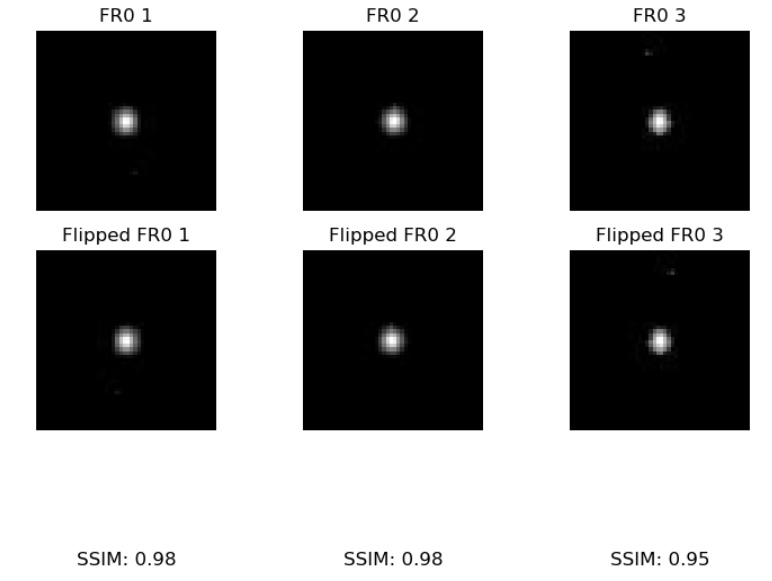 FR0 1
FR0 2
FR0 3
Flipped FR0 1
Flipped FR0 2
Flipped FR0 3
SSIM: 0.98
SSIM: 0.98
SSIM: 0.95